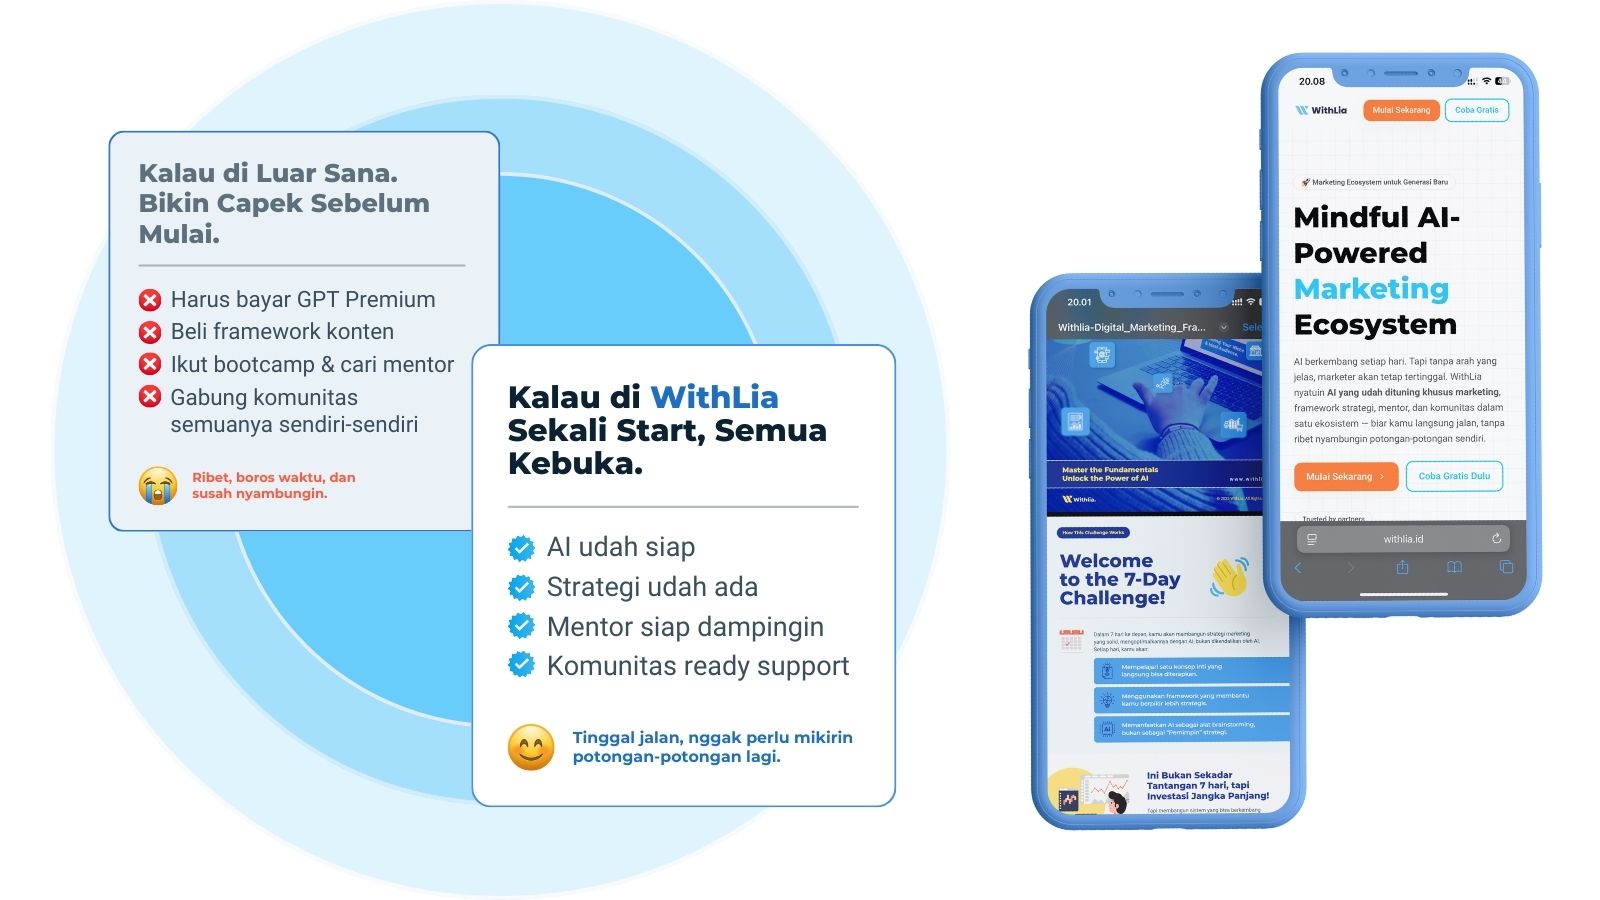 Kalau di Luar Sana.
Bikin Capek Sebelum
Mulai.
Harus bayar GPT Premium
Beli framework konten
Ikut bootcamp & cari mentor
Gabung komunitas
semuanya sendiri-sendiri
Ribet, boros waktu, dan
susah nyambungin.
Kalau di WithLia
Sekali Start, Semua
Kebuka.
AI udah siap
Strategi udah ada
Mentor siap dampingin
Komunitas ready support
Tinggal jalan, nggak perlu mikirin
potongan-potongan lagi.
20.01
Withlia-Digital_Marketing_Fra...
Sele
Master the Fundamentals
Unlock the Power of AI
www.withli
Withlia.
How This Challenge Works
Welcome
to the 7-Day
Challenge!
Dalam 7 hari ke depan, kamu akan membangun strategi marketing
yang solid, mengoptimalkannya dengan AI, bukan dikendalikan oleh AI.
Setiap hari, kamu akan:
Mempelajari satu konsep inti yang
langsung bisa diterapkan.
Menggunakan framework yang membantu
kamu berpikir lebih strategis.
Memanfaatkan AI sebagai alat brainstorming,
bukan sebagai "Pemimpin" strategi.
Ini Bukan Sekadar
Tantangan 7 hari, tapi
Investasi Jangka Panjang!
Tapi membangun sistem yang bisa berkembang
20.08
WithLia
Mulai Sekarang
Coba Gratis
Marketing Ecosystem untuk Generasi Baru
Mindful AI-
Powered
Marketing
Ecosystem
AI berkembang setiap hari. Tapi tanpa arah yang
jelas, marketer akan tetap tertinggal. WithLia
nyatuin AI yang udah dituning khusus marketing,
framework strategi, mentor, dan komunitas dalam
satu ekosistem — biar kamu langsung jalan, tanpa
ribet nyambungin potongan-potongan sendiri.
Mulai Sekarang
Coba Gratis Dulu
Trusted by partners
withlia.id